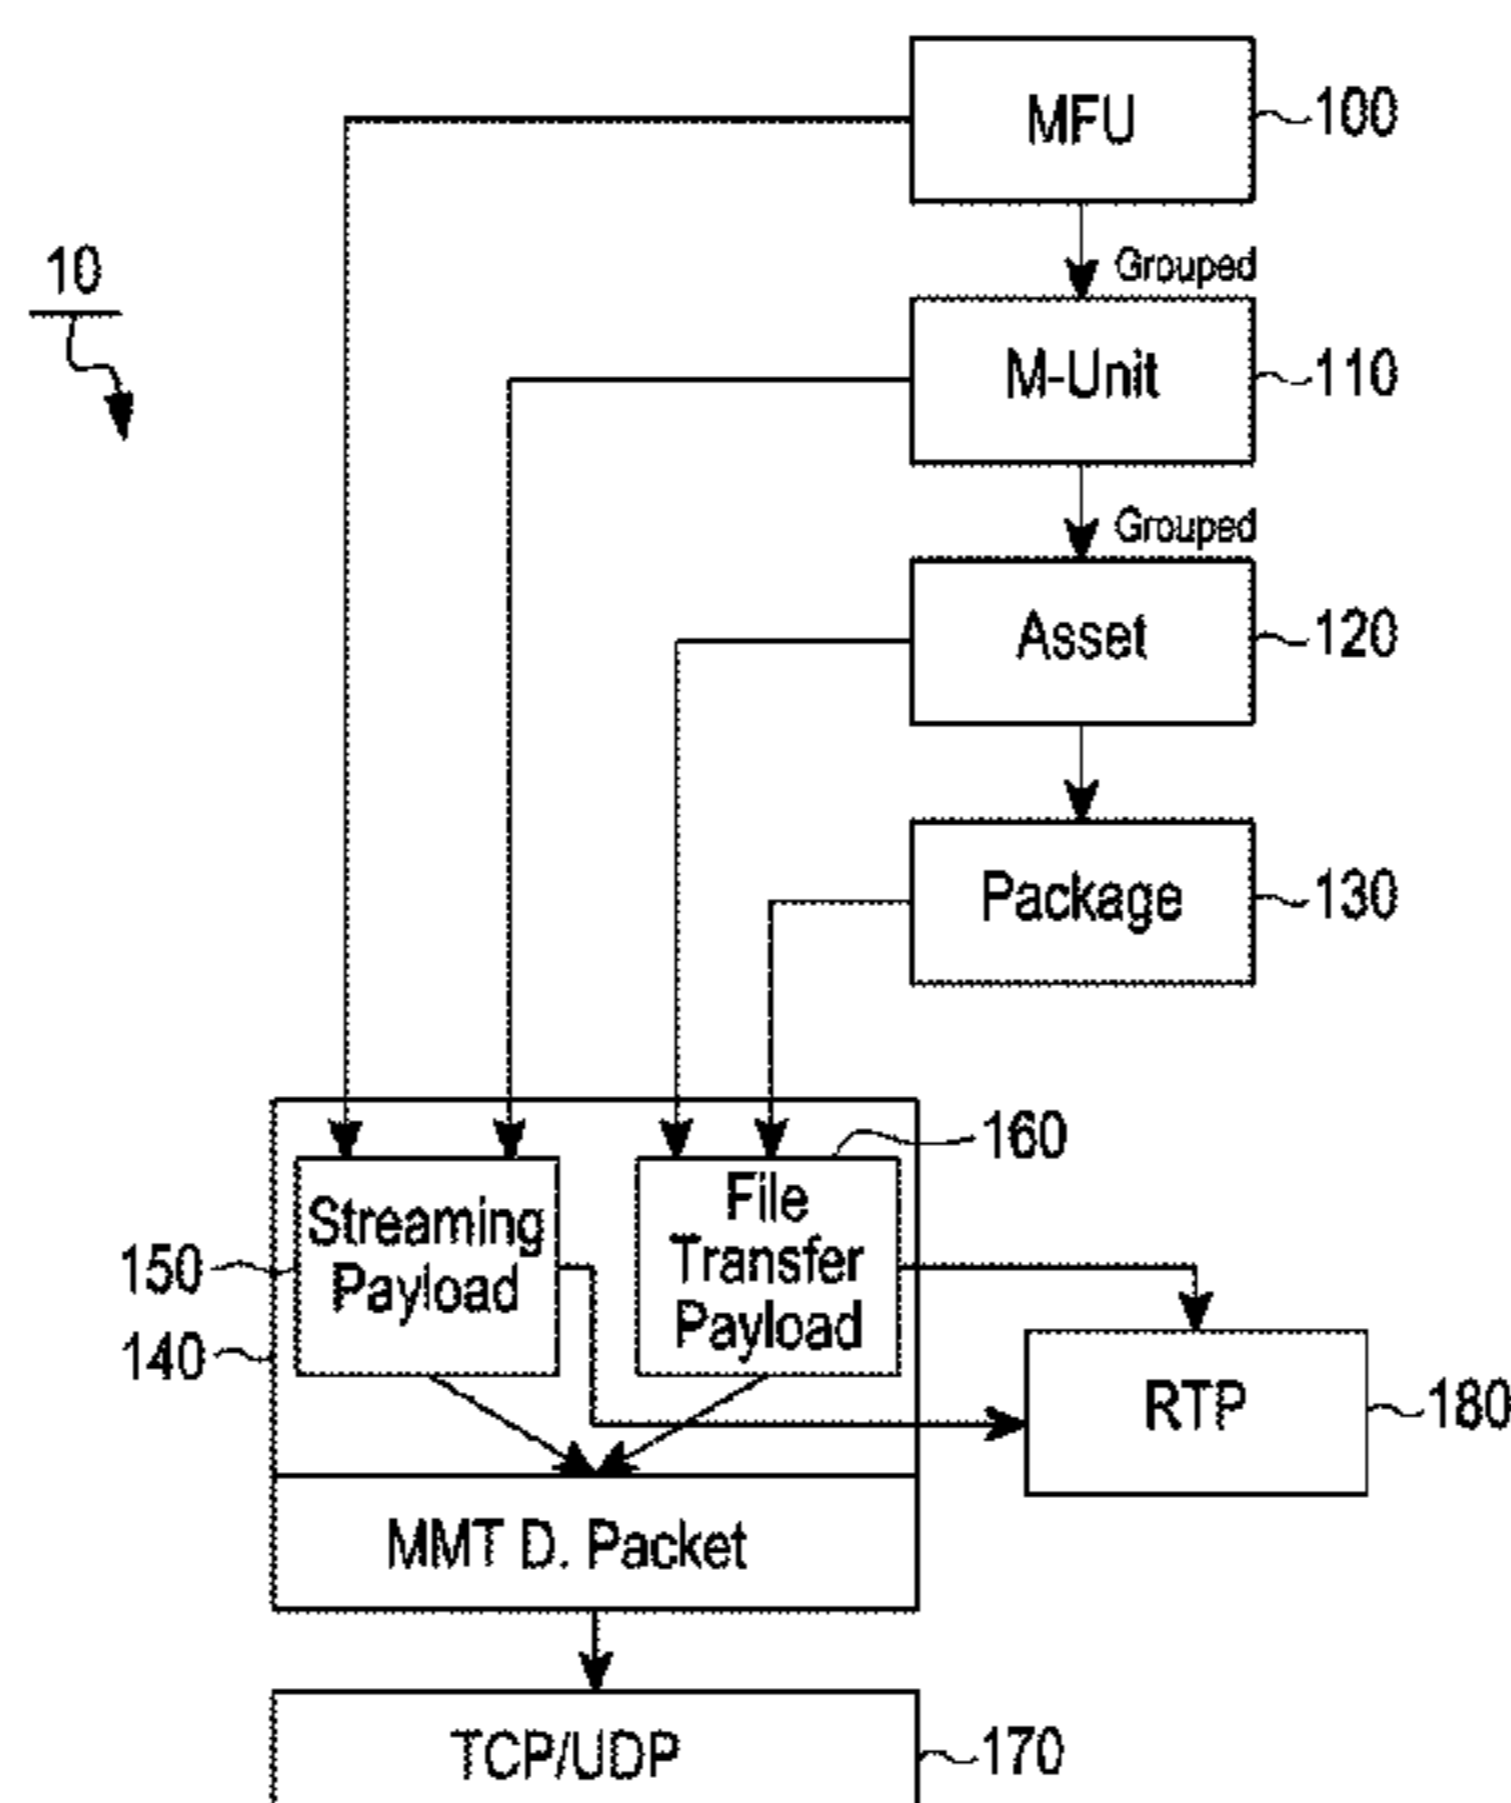 MFU
100
Grouped
10
M-Unit
110
Grouped
Asset
120
Package
130
160
Streaming
Payload
File
Transfer
Payload
150
140
RTP
180
MMT D. Packet
TCP/UDP
170